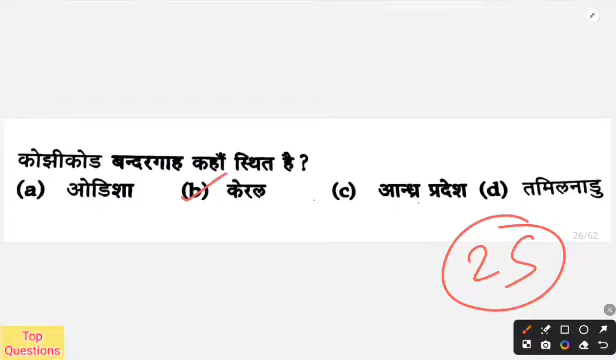 कोझीकोड बन्दरगाह कहाँ स्थित है ?
(a) ओडिशा (b) केरल (c) आन्ध्र प्रदेश (d) तमिलनाडु
26/62
25
Top
Questions